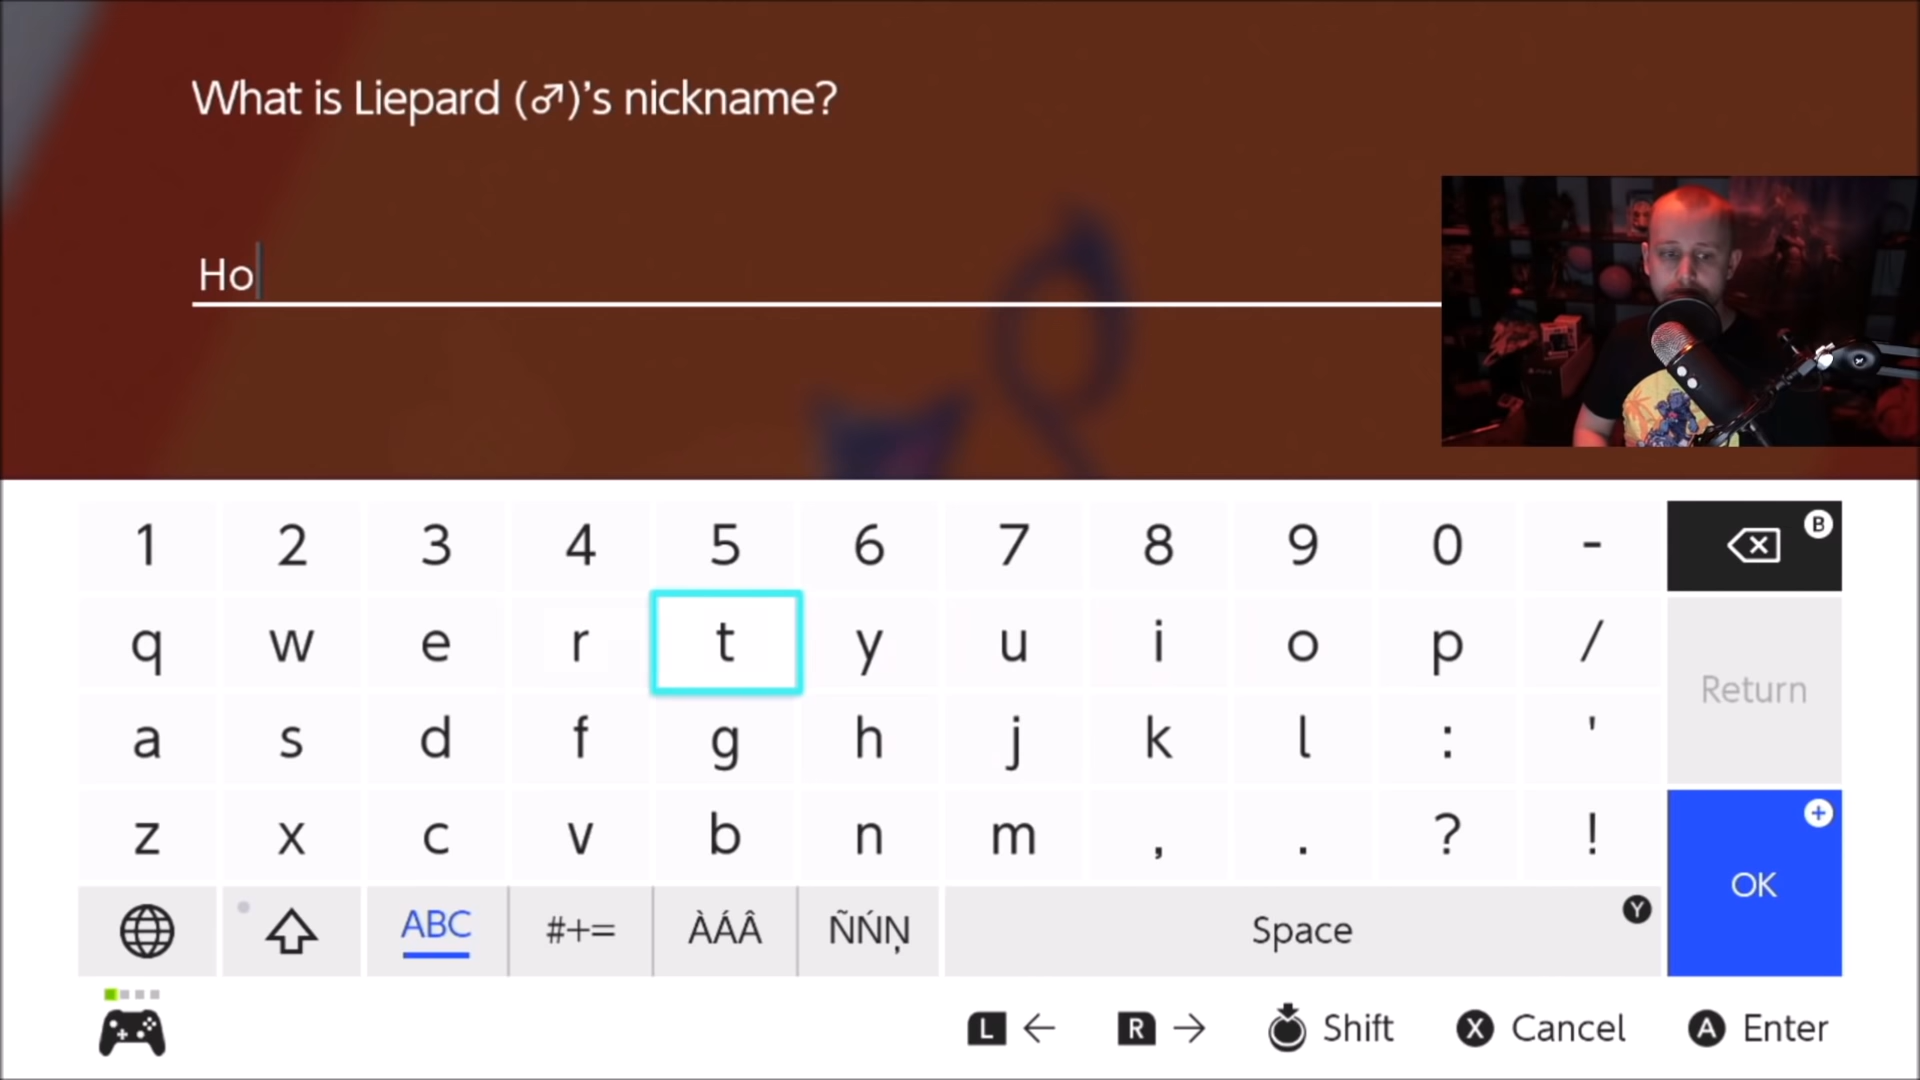 What is Liepard (♂)'s nickname?
Ho
1 2 3 4 5 6 7 8 9 0 -
B
q w e r t y u i o p /
Return
a s d f g h j k l : '
z x c v b n m , . ? !
+
OK
ABC #+= ÀÁÂ ÑŃŅ Space Y
L ← R → Shift X Cancel A Enter